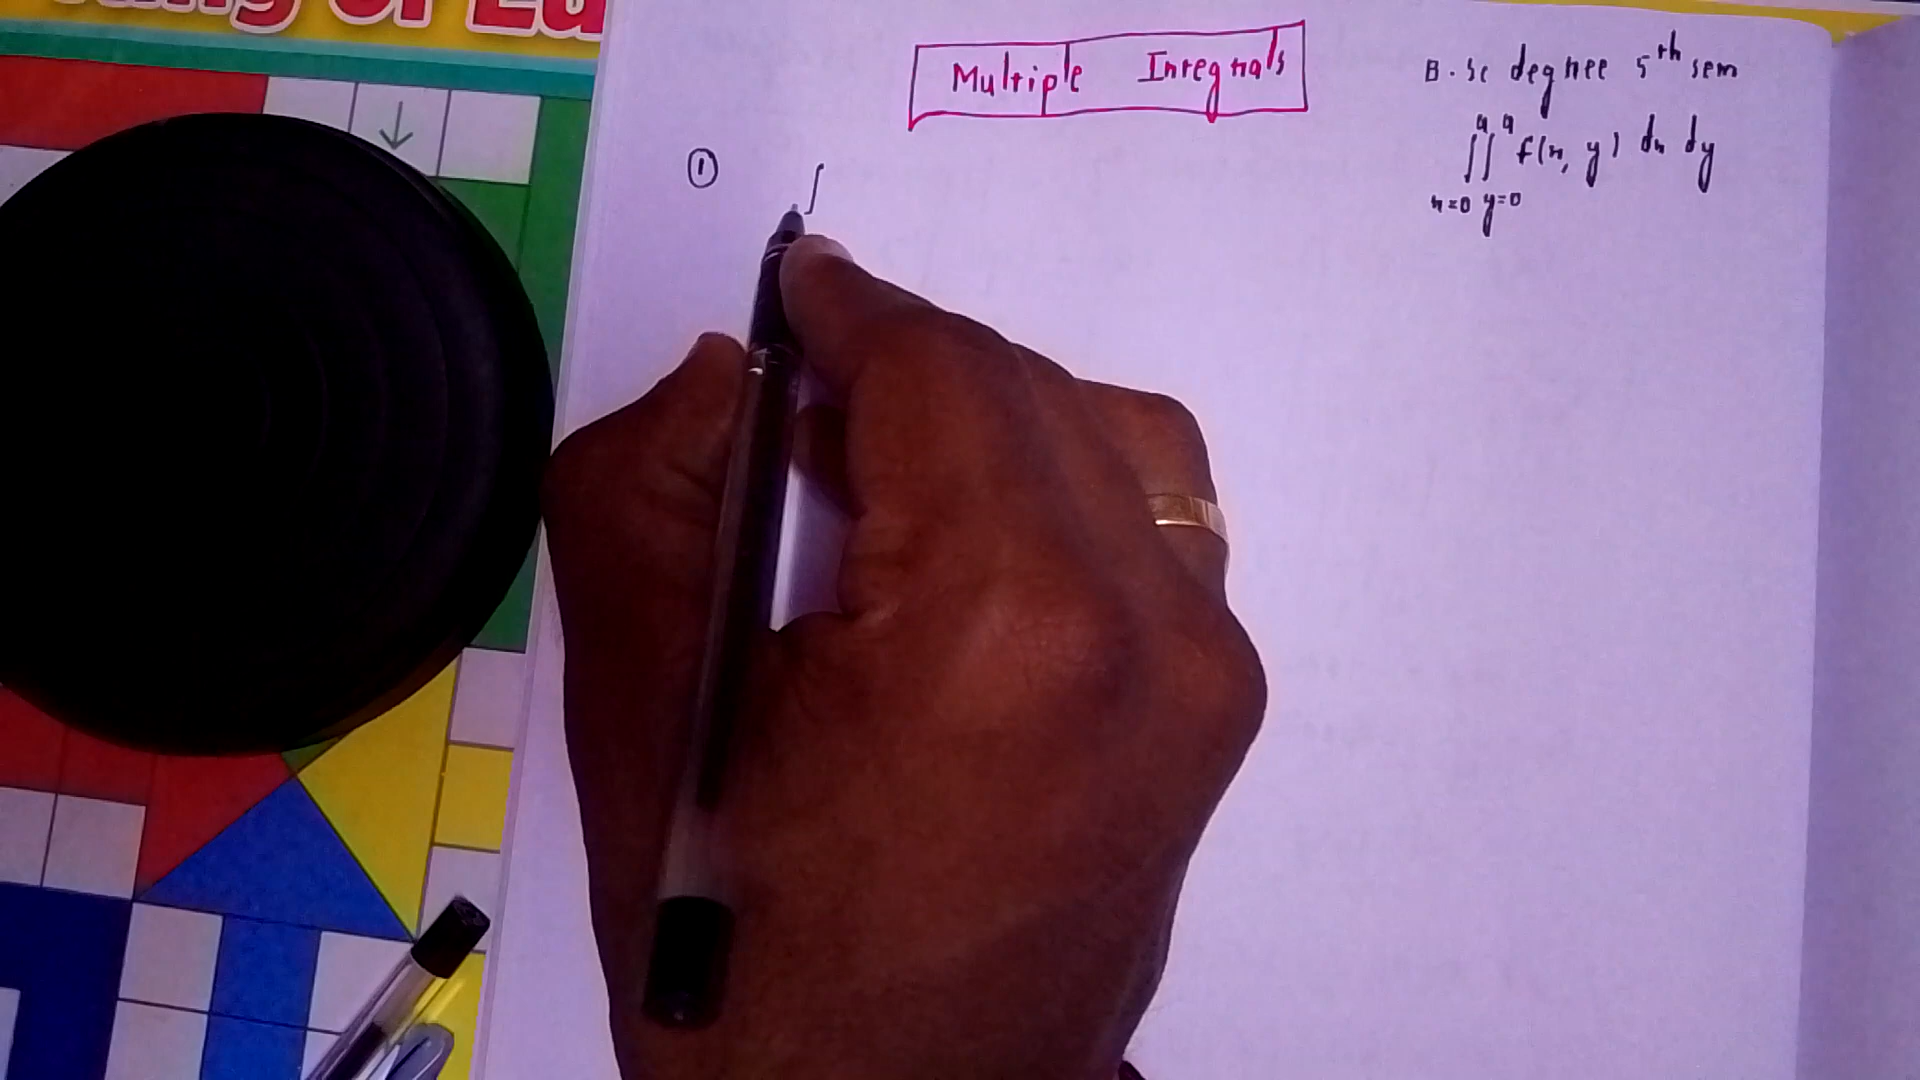 Multiple Integrals
B.Sc degree 5th sem
① ∫
a a
∫∫ f(x, y) dx dy
x=0 y=0